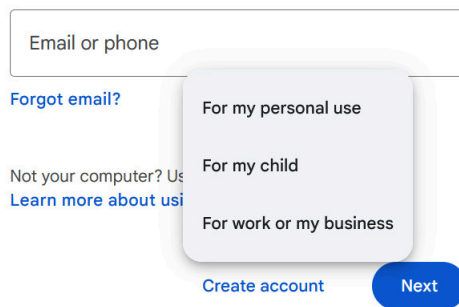 Email or phone
Forgot email?
For my personal use
For my child
Not your computer? Us
Learn more about usi
For work or my business
Create account
Next